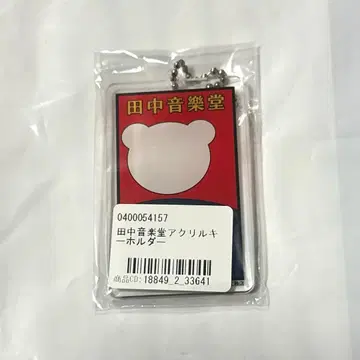 田中音樂堂
0400054157
田中音楽堂アクリルキ
ーホルダー
商品CD:18849_2_33641